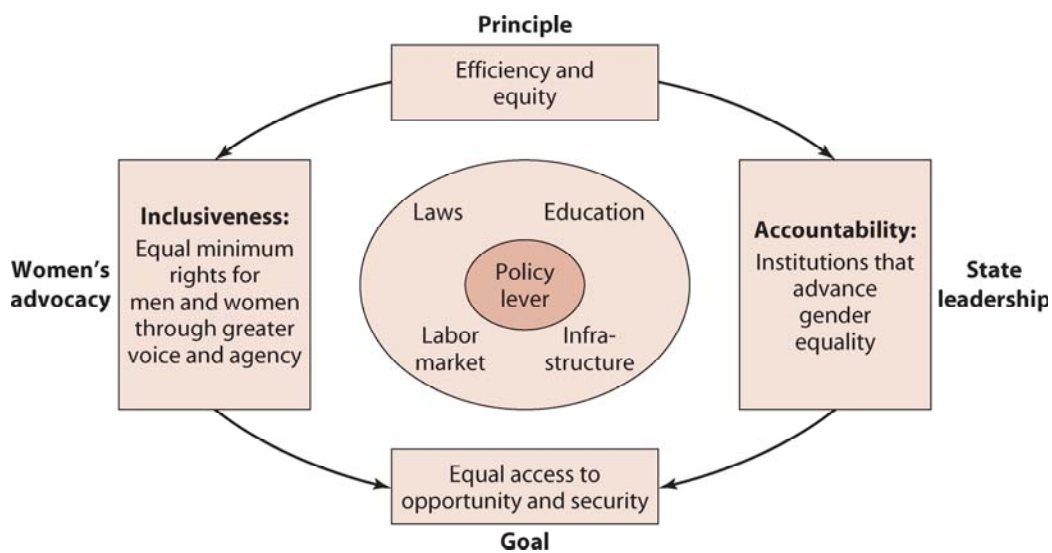 Principle
Efficiency and
equity
Women's
advocacy
Inclusiveness:
Equal minimum
rights for
men and women
through greater
voice and agency
Laws
Education
Policy
lever
Labor
market
Infra-
structure
Accountability:
Institutions that
advance
gender
equality
State
leadership
Equal access to
opportunity and security
Goal